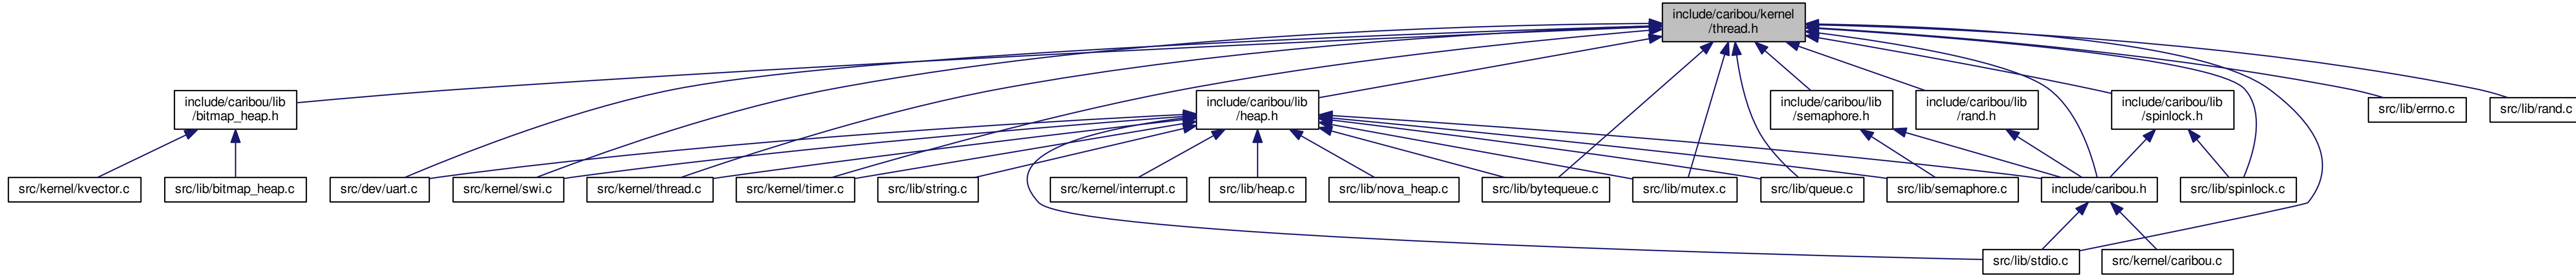 include/caribou/kernel
/thread.h
include/caribou/lib
/bitmap_heap.h
include/caribou/lib
/heap.h
include/caribou/lib
/semaphore.h
include/caribou/lib
/rand.h
include/caribou/lib
/spinlock.h
src/lib/errno.c
src/lib/rand.c
src/kernel/kvector.c
src/lib/bitmap_heap.c
src/dev/uart.c
src/kernel/swi.c
src/kernel/thread.c
src/kernel/timer.c
src/lib/string.c
src/kernel/interrupt.c
src/lib/heap.c
src/lib/nova_heap.c
src/lib/bytequeue.c
src/lib/mutex.c
src/lib/queue.c
src/lib/semaphore.c
include/caribou.h
src/lib/spinlock.c
src/lib/stdio.c
src/kernel/caribou.c